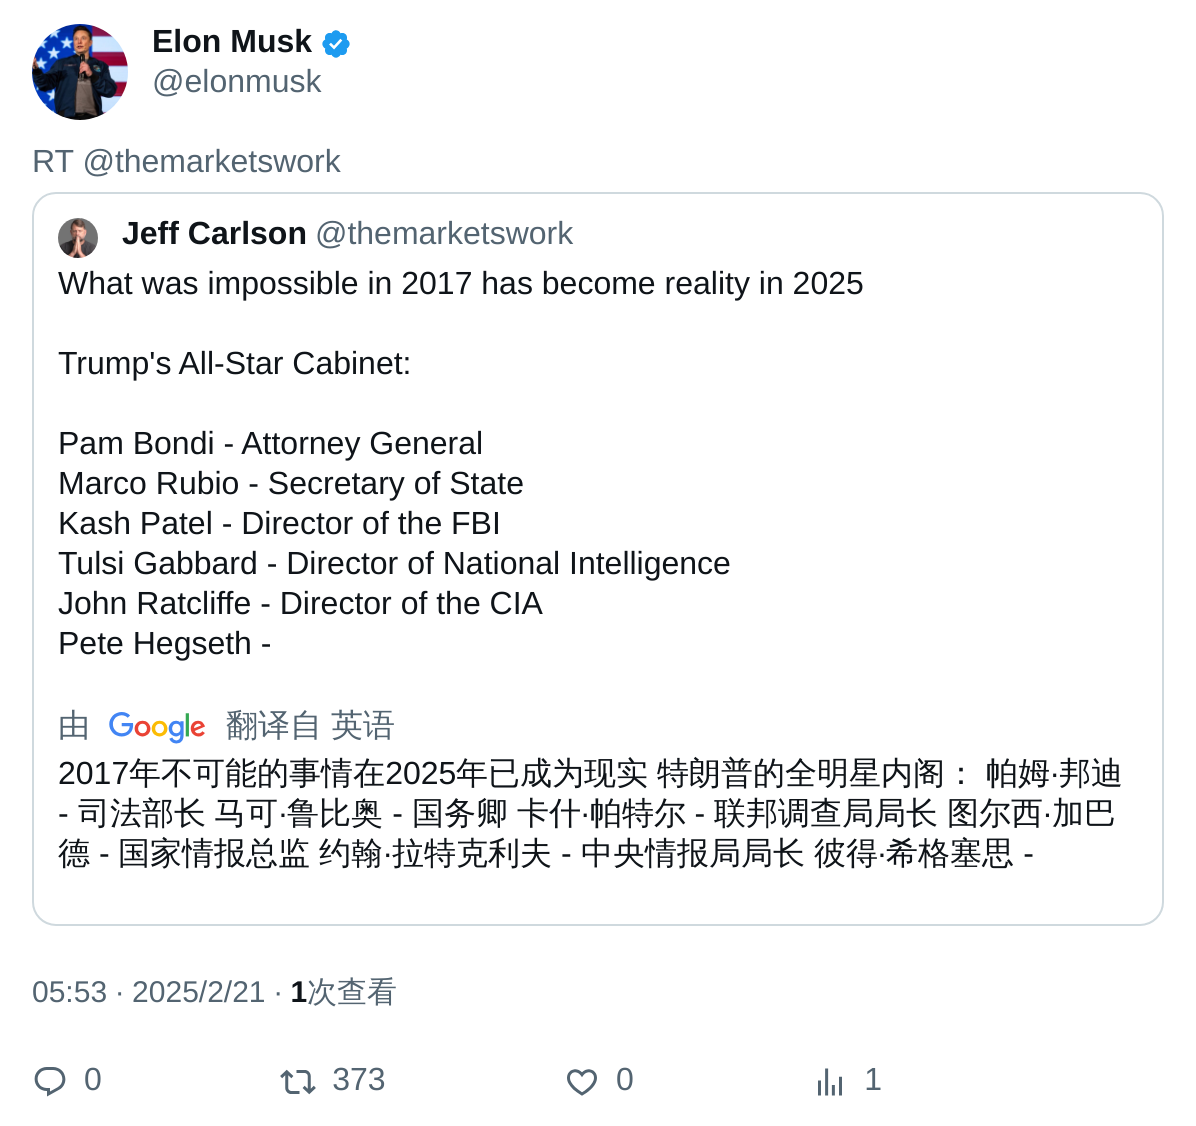 Elon Musk
@elonmusk
RT @themarketswork
Jeff Carlson @themarketswork
What was impossible in 2017 has become reality in 2025
Trump's All-Star Cabinet:
Pam Bondi - Attorney General
Marco Rubio - Secretary of State
Kash Patel - Director of the FBI
Tulsi Gabbard - Director of National Intelligence
John Ratcliffe - Director of the CIA
Pete Hegseth -
由 Google 翻译自 英语
2017年不可能的事情在2025年已成为现实 特朗普的全明星内阁： 帕姆·邦迪
- 司法部长 马可·鲁比奥 - 国务卿 卡什·帕特尔 - 联邦调查局局长 图尔西·加巴
德 - 国家情报总监 约翰·拉特克利夫 - 中央情报局局长 彼得·希格塞思 -
05:53 · 2025/2/21 · 1次查看
0 373 0 1